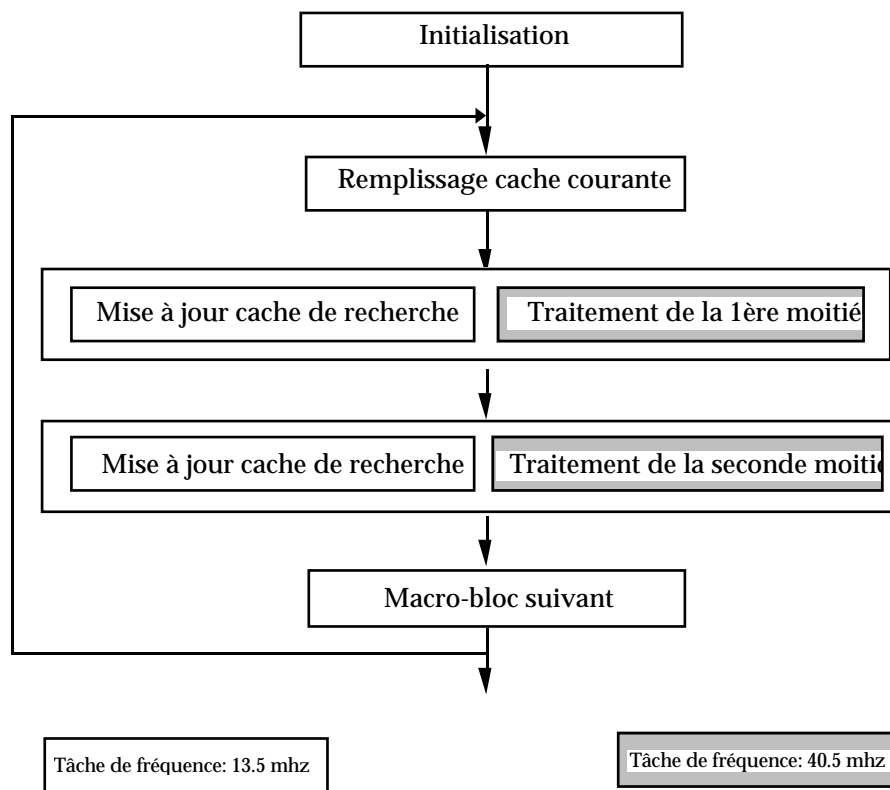 Initialisation
Remplissage cache courante
Mise à jour cache de recherche
Traitement de la 1ère moitié
Mise à jour cache de recherche
Traitement de la seconde moitié
Macro-bloc suivant
Tâche de fréquence: 13.5 mhz
Tâche de fréquence: 40.5 mhz